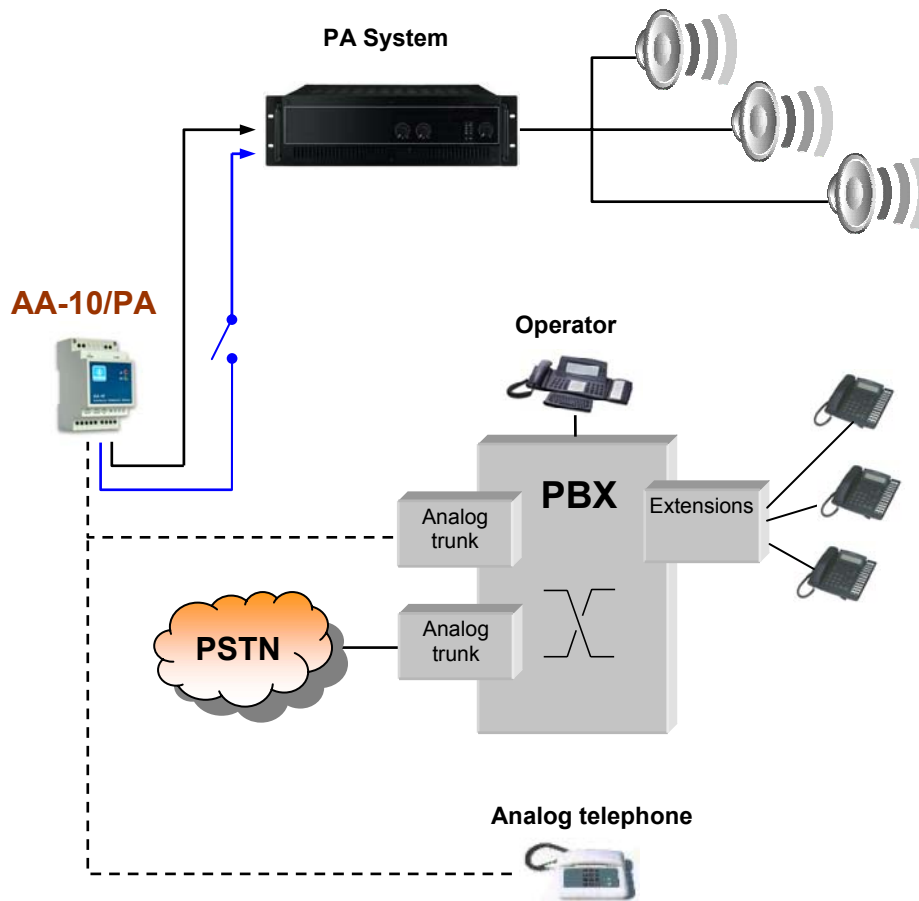 PA System
AA-10/PA
Operator
PBX
Extensions
Analog
trunk
Analog
trunk
PSTN
Analog telephone